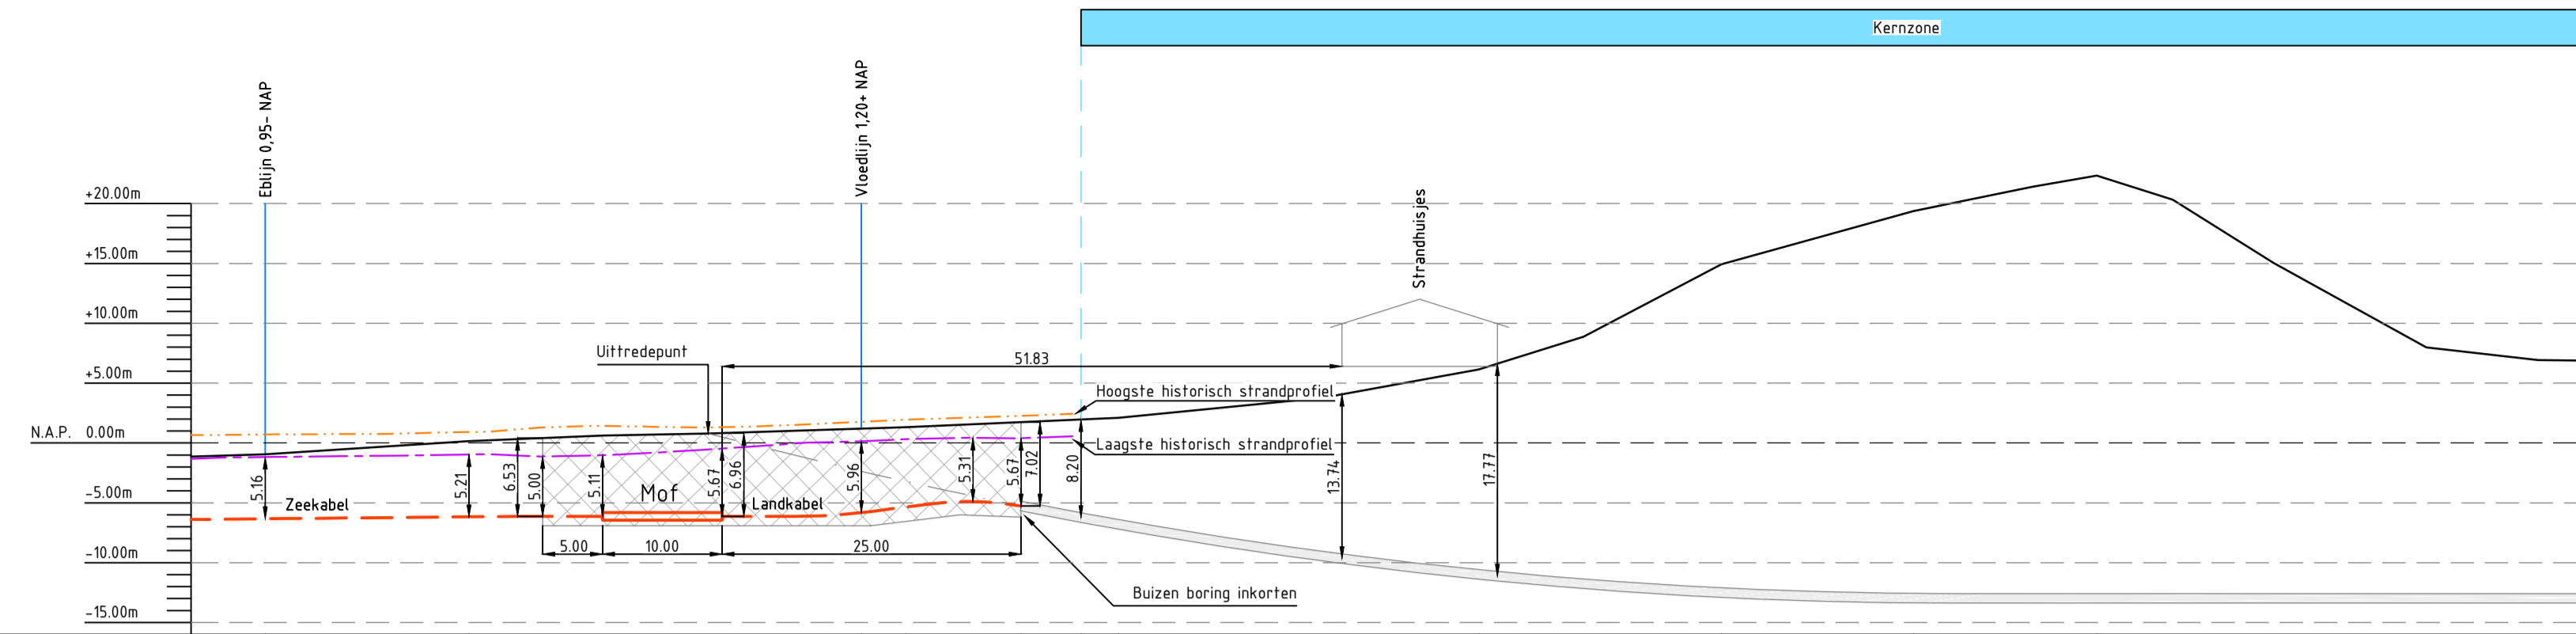 Kernzone
Eblijn 0,95- NAP
Vloedlijn 1,20+ NAP
Strandhuisjes
+20.00m
+15.00m
+10.00m
+5.00m
N.A.P. 0.00m
-5.00m
-10.00m
-15.00m
Uittredepunt
51.83
Hoogste historisch strandprofiel
Laagste historisch strandprofiel
5.16
Zeekabel
5.21
6.53
5.00
5.11
Mof
5.67
6.96
Landkabel
5.96
5.31
5.67
7.02
8.20
13.74
17.77
5.00
10.00
25.00
Buizen boring inkorten